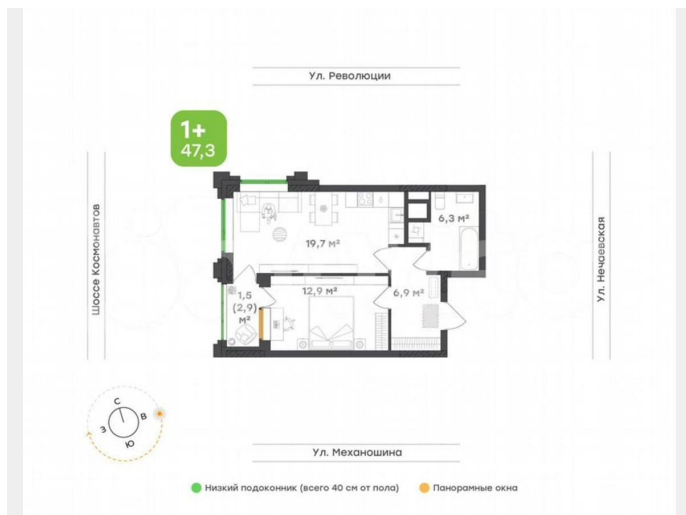 Ул. Революции
1+
47,3
Шоссе Космонавтов
Ул. Нечаевская
6,3 м²
19,7 м²
1,5
(2,9)
м²
12,9 м²
6,9 м²
С
В
З
Ю
Ул. Механошина
Низкий подоконник (всего 40 см от пола)
Панорамные окна